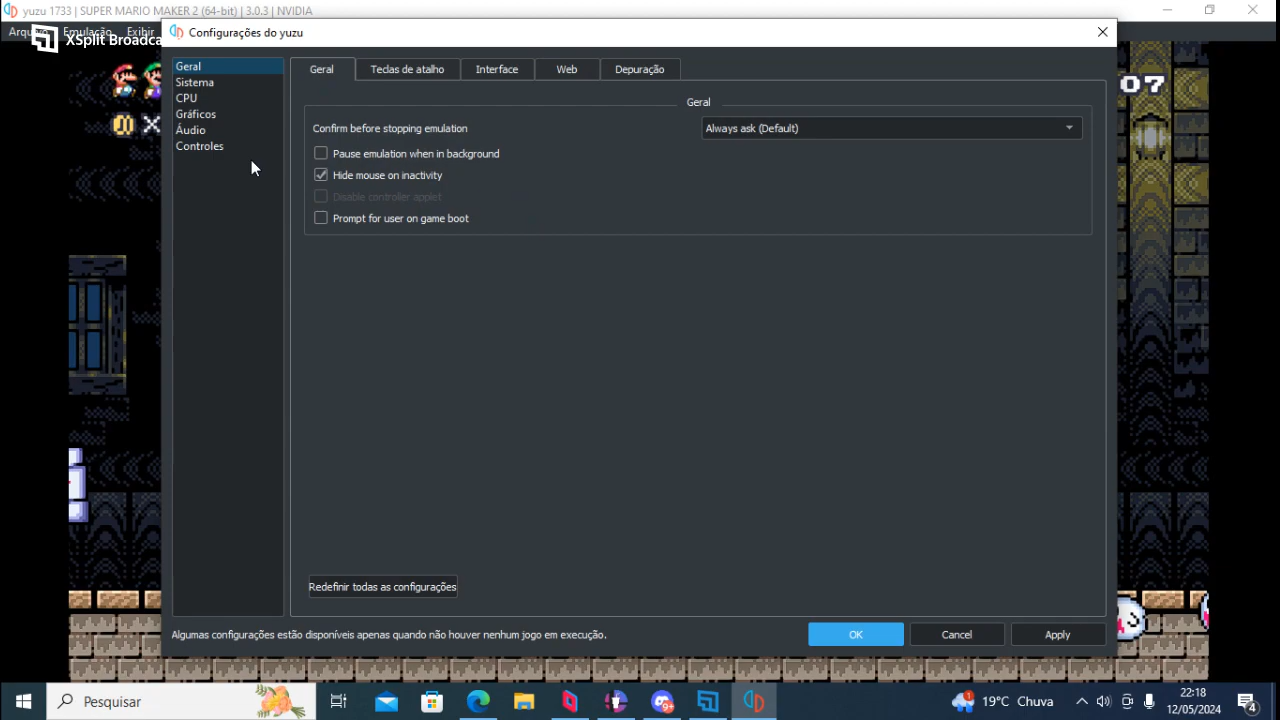 yuzu 1733 | SUPER MARIO MAKER 2 (64-bit) | 3.0.3 | NVIDIA
Emulação Exibir
XSplit Broadca
Configurações do yuzu
Geral
Sistema
CPU
Gráficos
Áudio
Controles
Geral Teclas de atalho Interface Web Depuração
Geral
Confirm before stopping emulation Always ask (Default)
Pause emulation when in background
Hide mouse on inactivity
Disable controller applet
Prompt for user on game boot
Redefinir todas as configurações
Algumas configurações estão disponíveis apenas quando não houver nenhum jogo em execução.
OK Cancel Apply
07
Pesquisar
19°C Chuva
22:18
12/05/2024